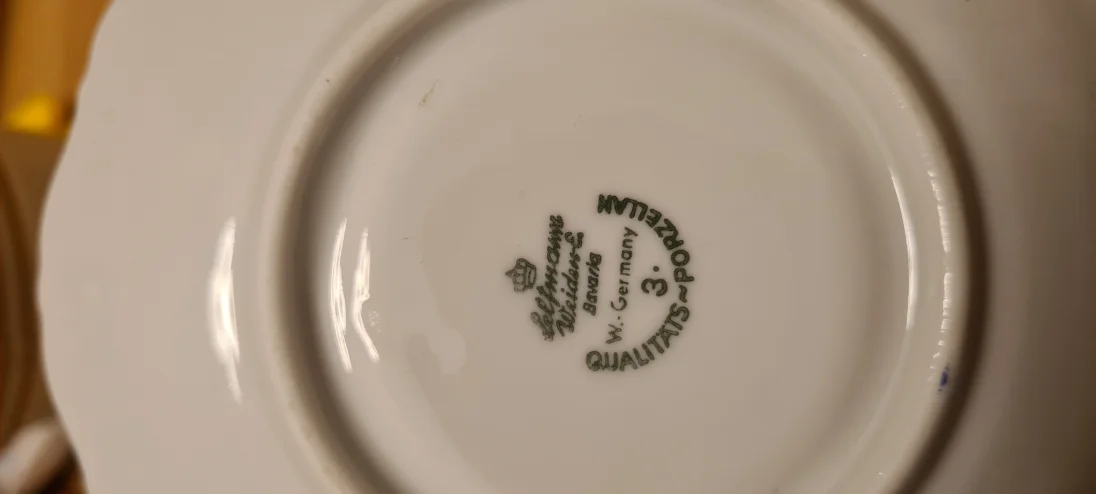 Seltmann
Weiden
Bavaria
W.-Germany
3.
QUALITÄTS~PORZELLAN